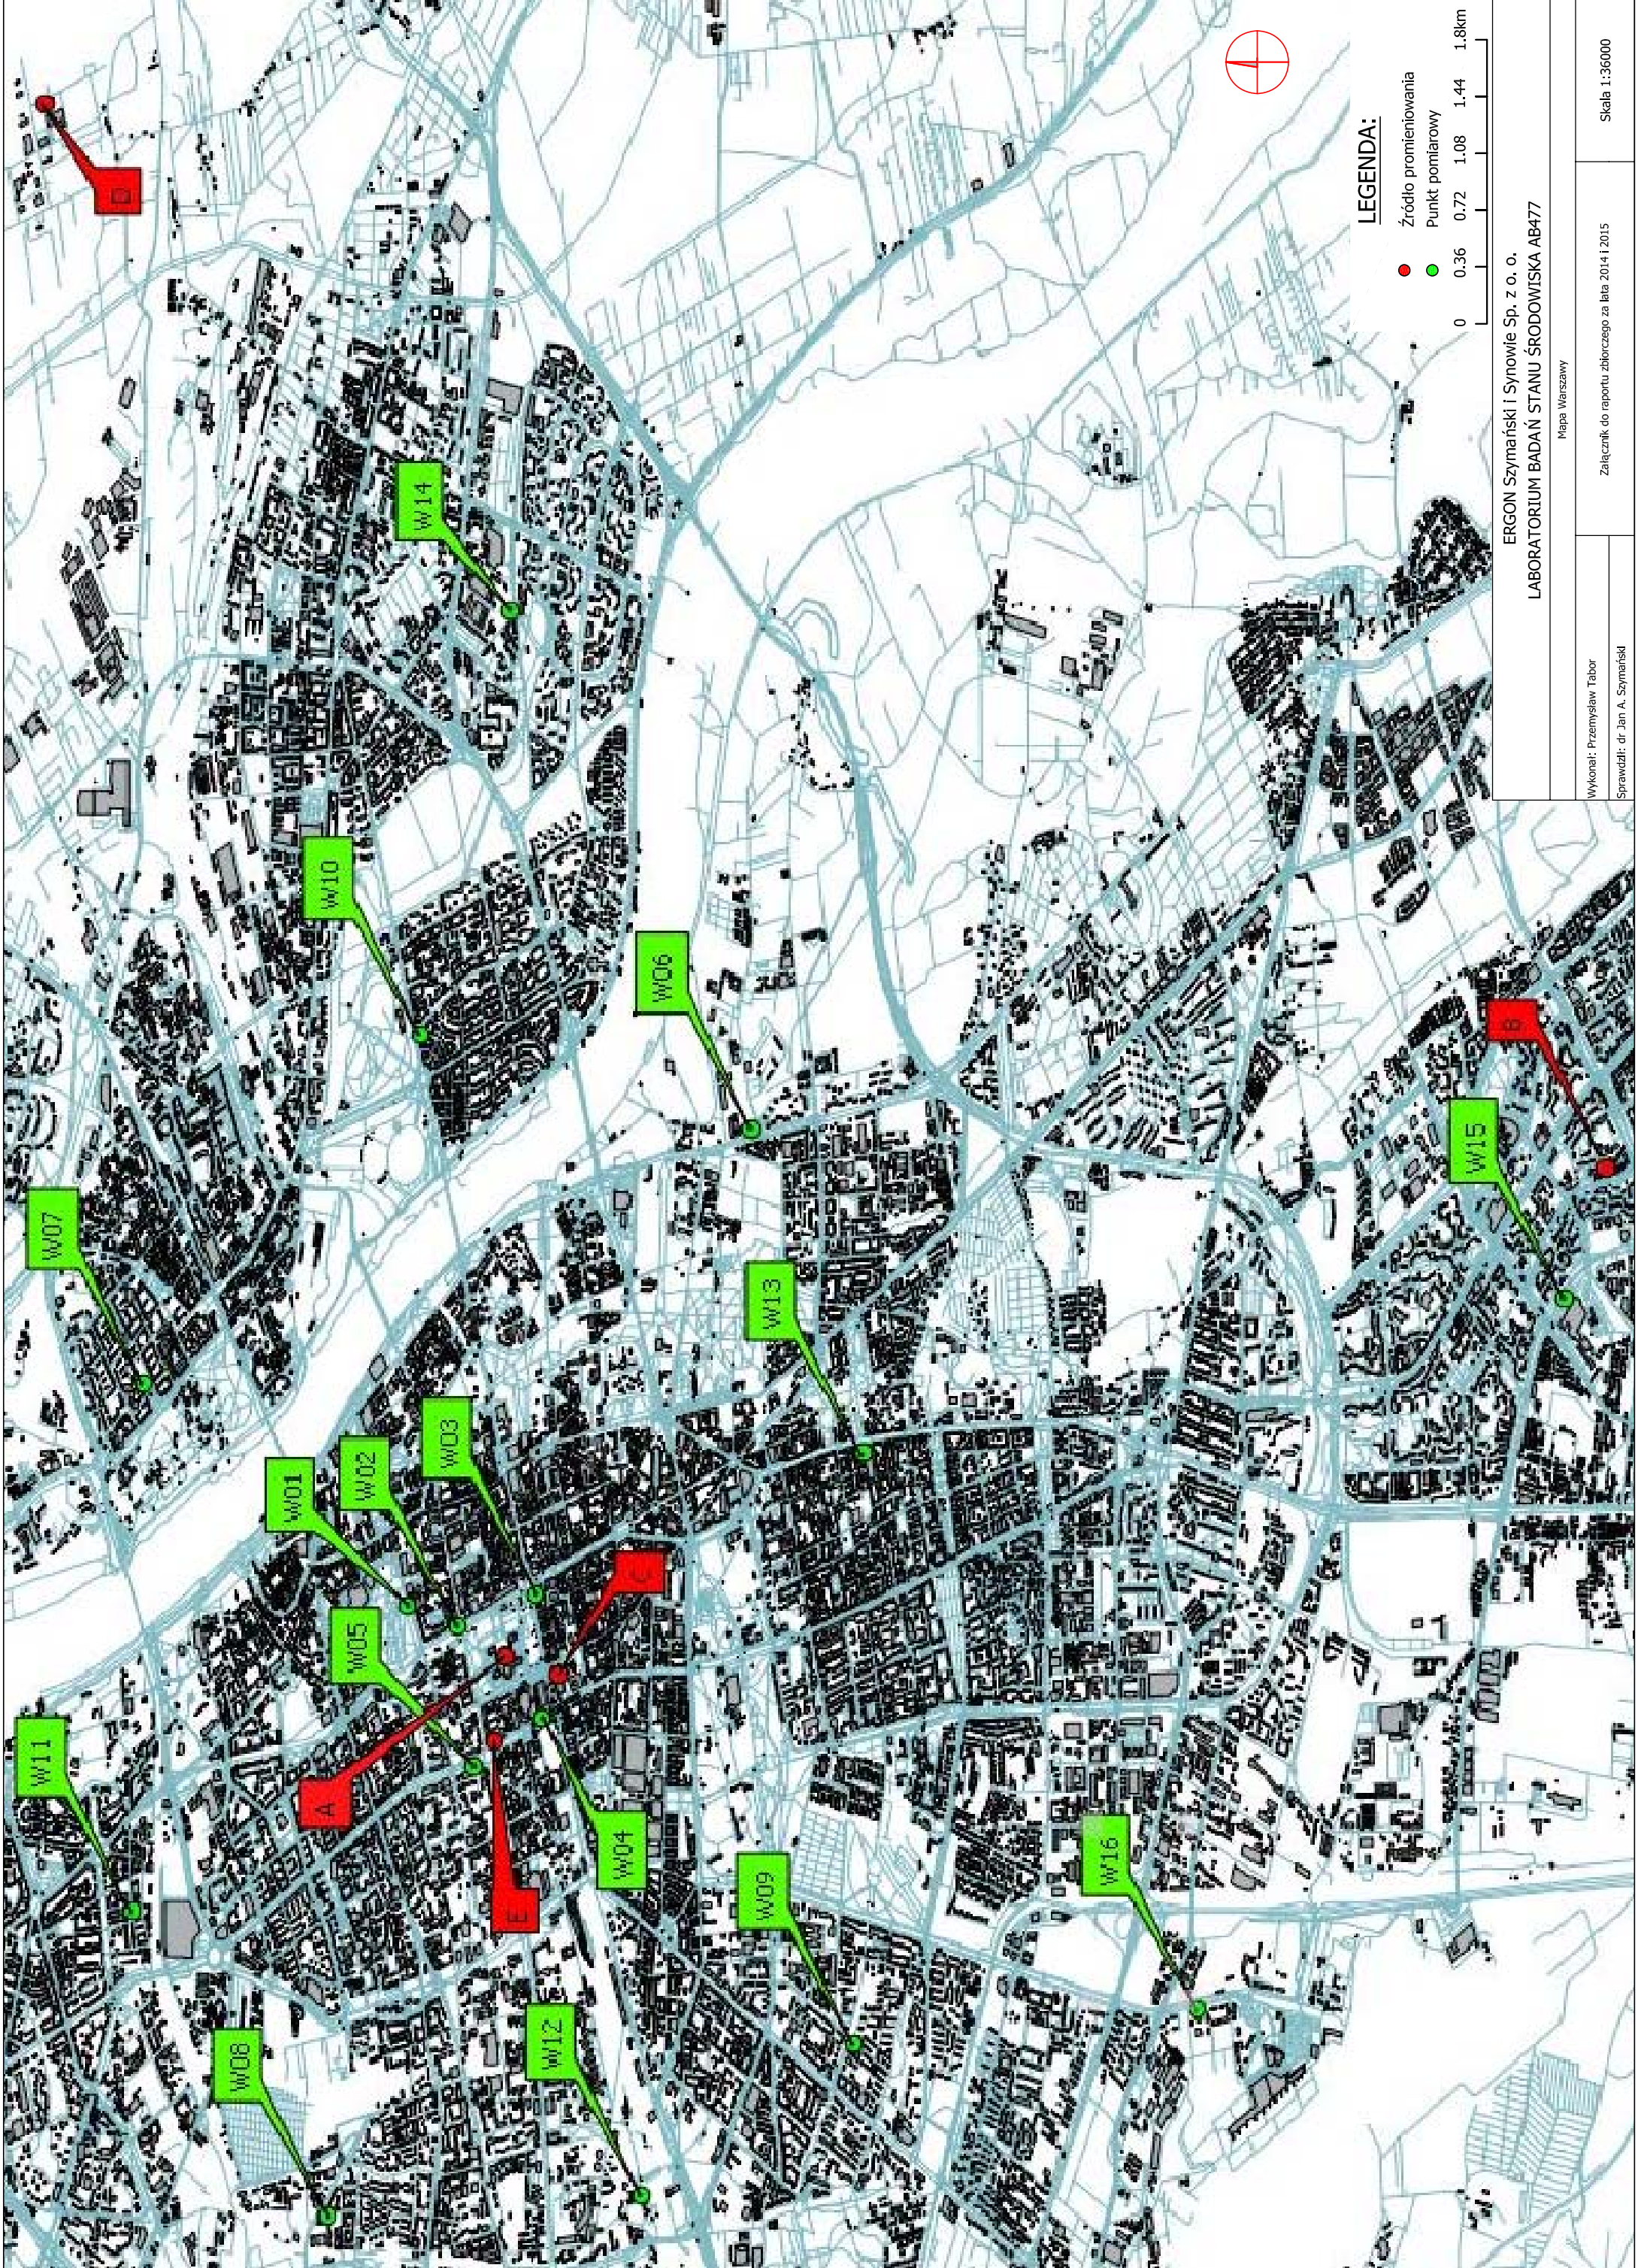 D
W14
W10
W06
W07
W13
W15
B
W01
W02
W03
W05
C
A
W11
W04
E
W09
W16
W08
W12
LEGENDA:
Źródło promieniowania
Punkt pomiarowy
0 0.36 0.72 1.08 1.44 1.8km
ERGON Szymański i Synowie Sp. z o. o.
LABORATORIUM BADAŃ STANU ŚRODOWISKA AB477
Mapa Warszawy
Wykonał: Przemysław Tabor
Sprawdził: dr Jan A. Szymański
Załącznik do raportu zbiorczego za lata 2014 i 2015
Skala 1:36000